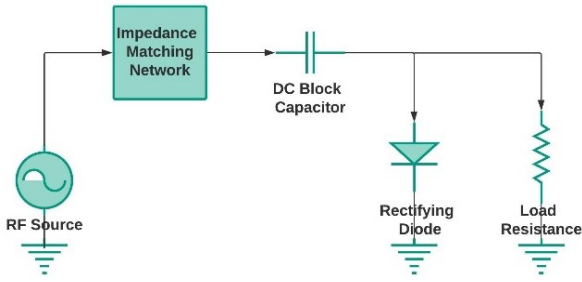 Impedance
Matching
Network
DC Block
Capacitor
RF Source
Rectifying
Diode
Load
Resistance